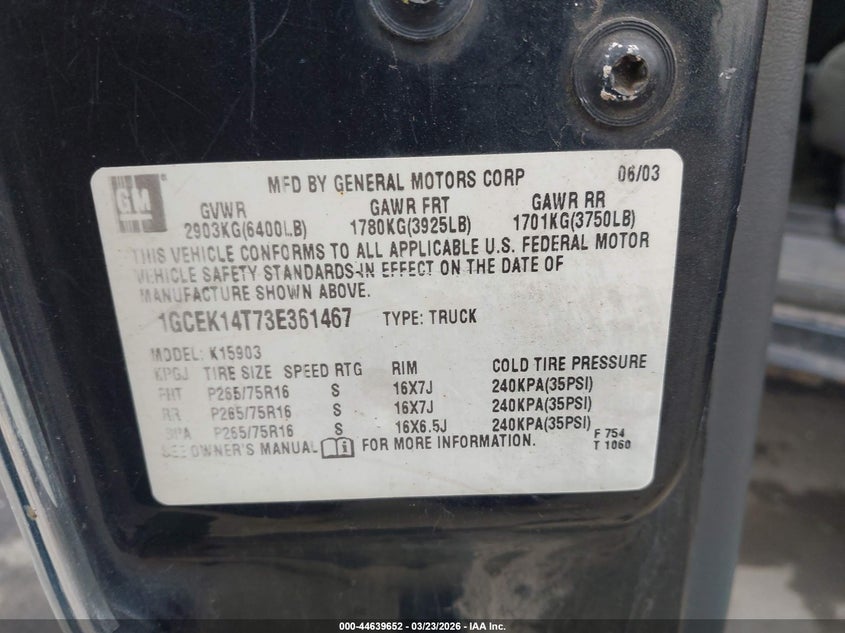 GM
MFD BY GENERAL MOTORS CORP 06/03
GVWR GAWR FRT GAWR RR
2903KG(6400LB) 1780KG(3925LB) 1701KG(3750LB)
THIS VEHICLE CONFORMS TO ALL APPLICABLE U.S. FEDERAL MOTOR
VEHICLE SAFETY STANDARDS IN EFFECT ON THE DATE OF
MANUFACTURE SHOWN ABOVE.
1GCEK14T73E361467 TYPE: TRUCK
MODEL: K15903
KPGJ TIRE SIZE SPEED RTG RIM COLD TIRE PRESSURE
FNT P265/75R16 S 16X7J 240KPA(35PSI)
RR P265/75R16 S 16X7J 240KPA(35PSI)
SPA P265/75R16 S 16X6.5J 240KPA(35PSI)
SEE OWNER'S MANUAL i FOR MORE INFORMATION.
F 754
T 1060
000-44639652 | 03/23/2026 - IAA Inc.